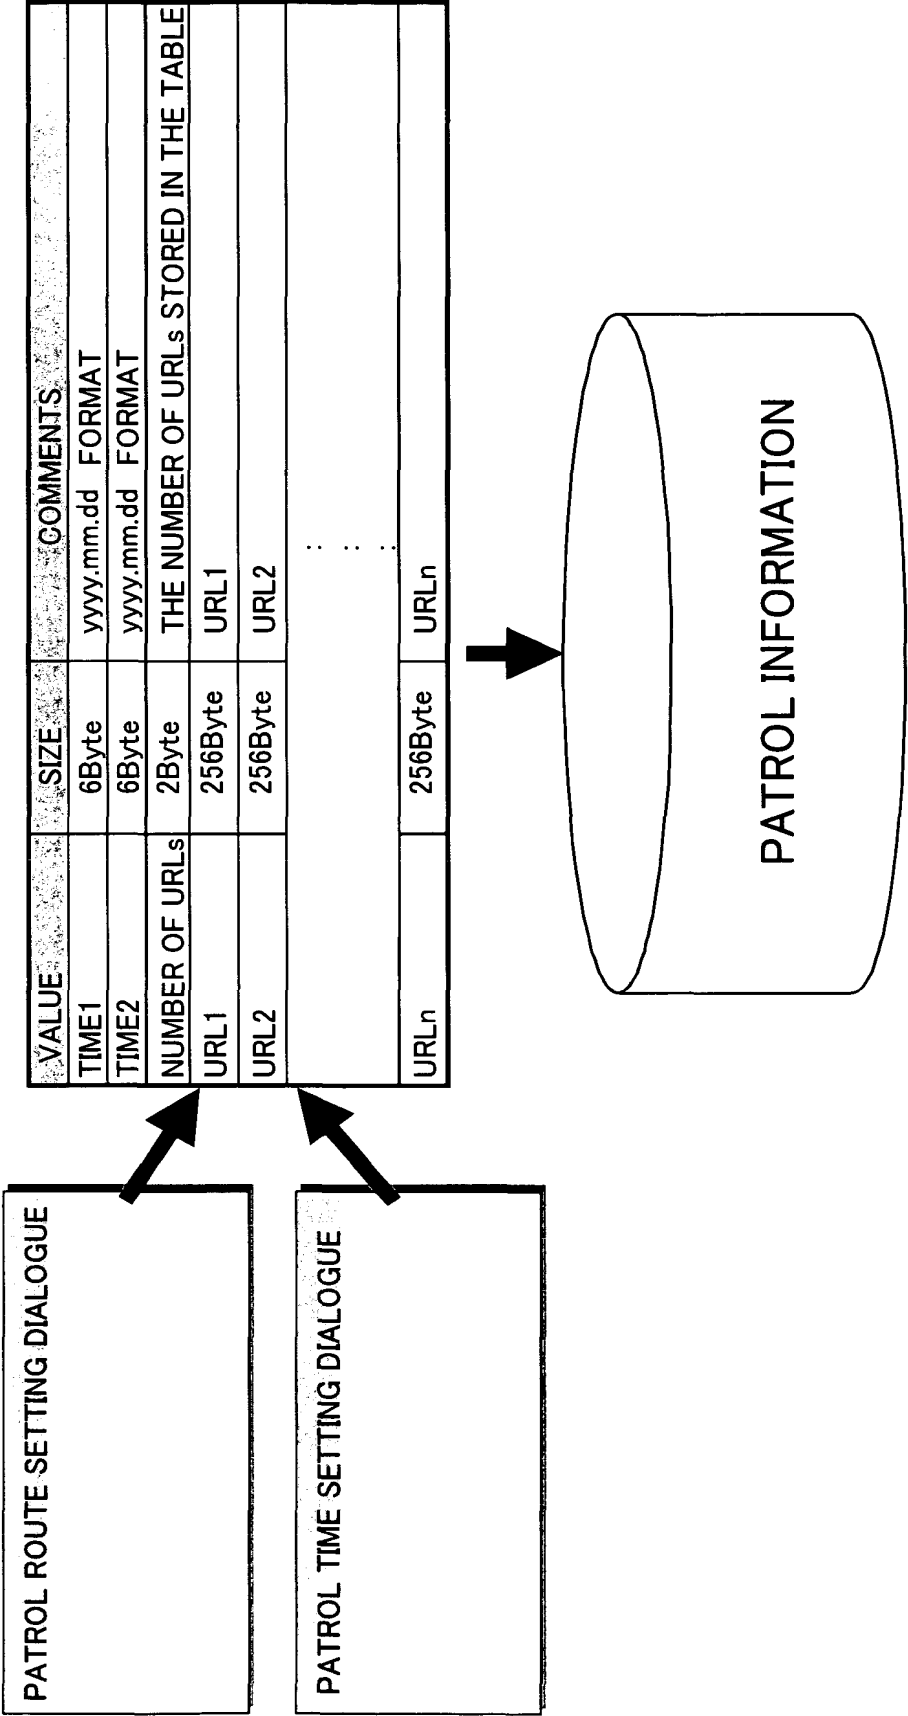 PATROL ROUTE SETTING DIALOGUE
PATROL TIME SETTING DIALOGUE
VALUE SIZE COMMENTS
TIME1 6Byte yyyy.mm.dd FORMAT
TIME2 6Byte yyyy.mm.dd FORMAT
NUMBER OF URLs 2Byte THE NUMBER OF URLs STORED IN THE TABLE
URL1 256Byte URL1
URL2 256Byte URL2
URLn 256Byte URLn
PATROL INFORMATION